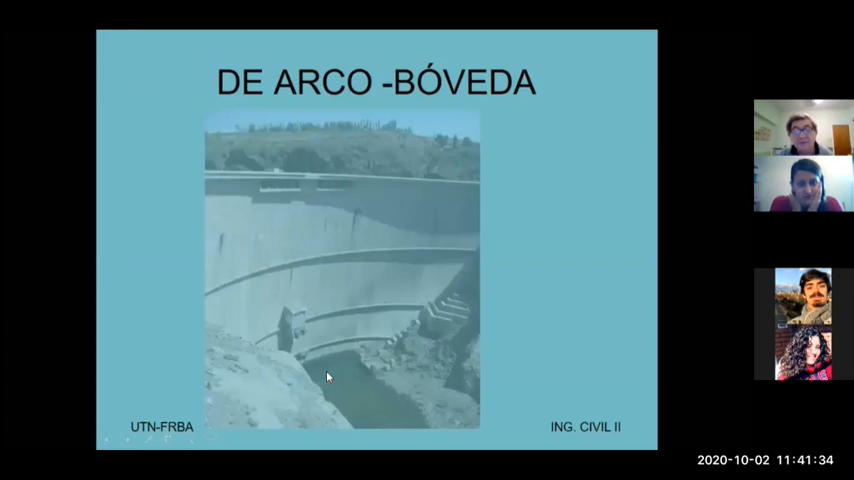 DE ARCO -BÓVEDA
UTN-FRBA
ING. CIVIL II
2020-10-02 11:41:34